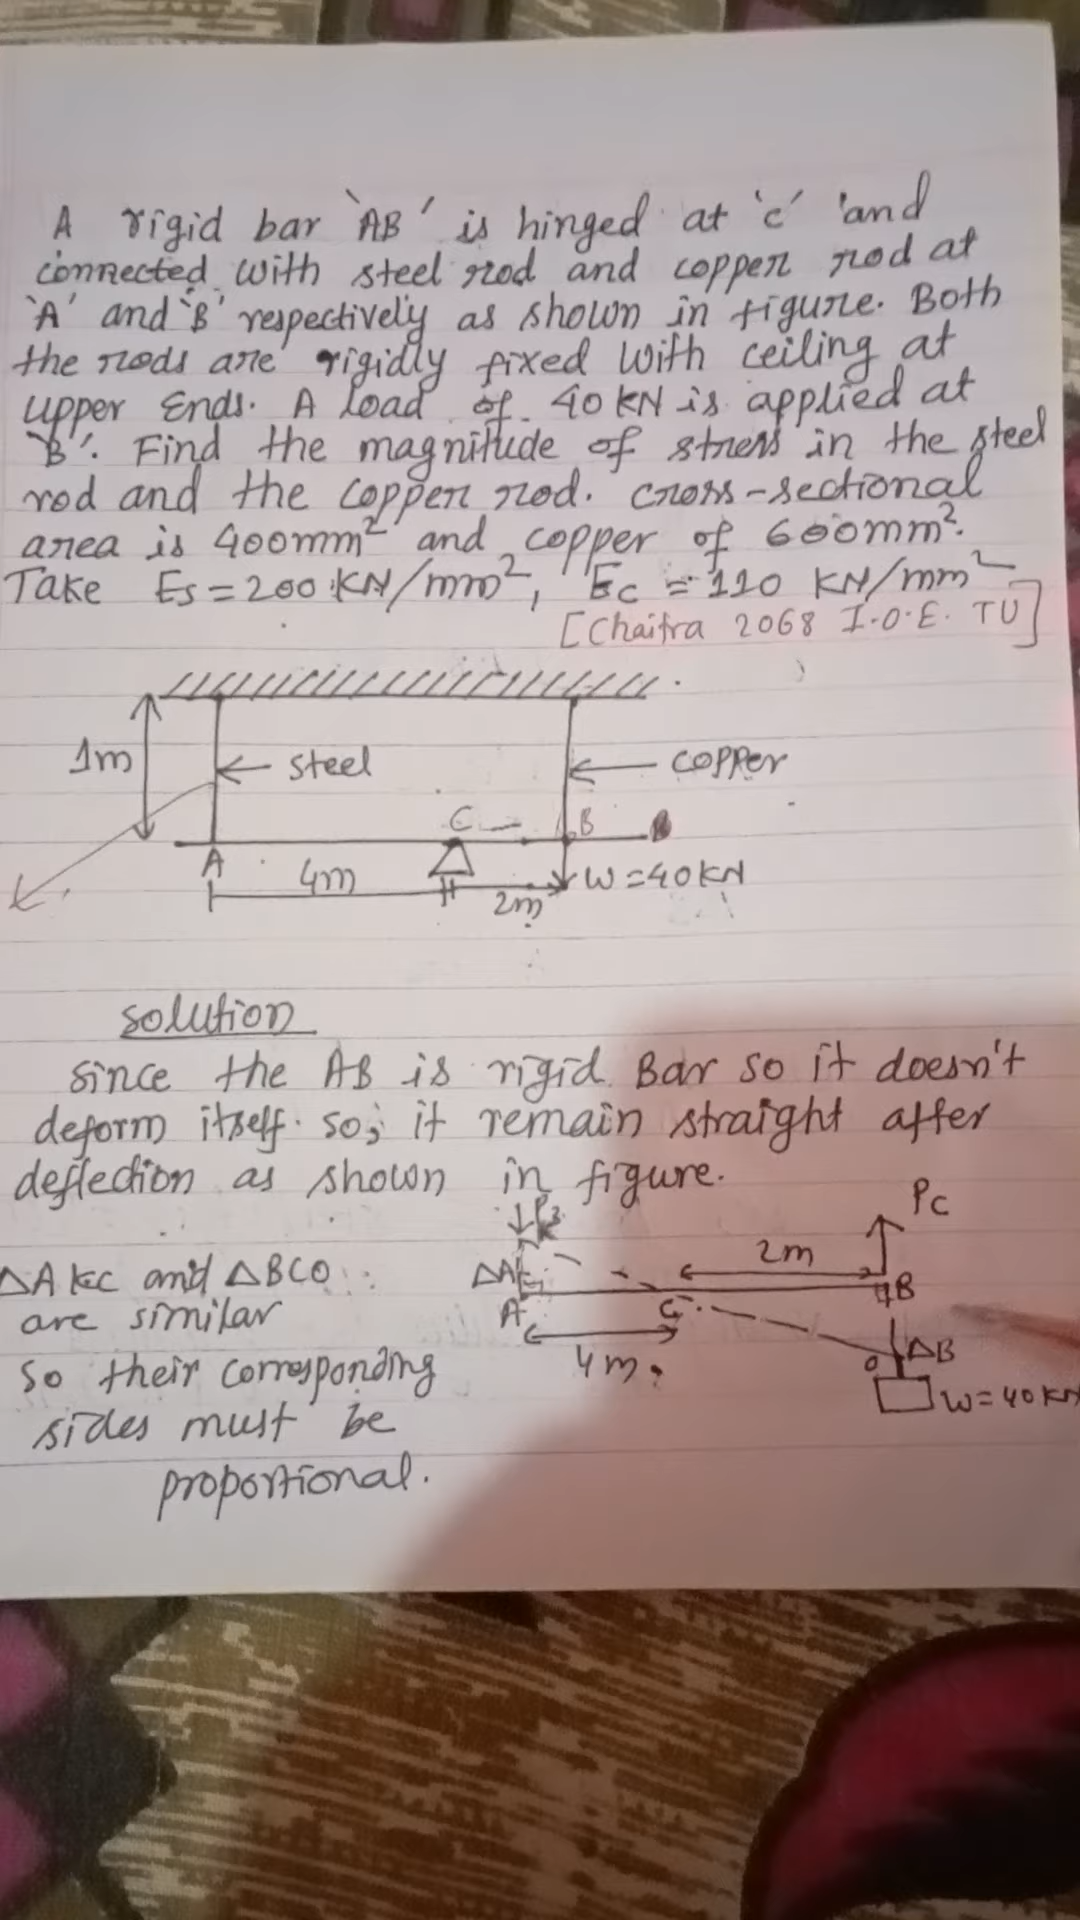 A rigid bar `AB' is hinged at 'c' 'and
connected with steel rod and copper rod at
`A' and `B' respectively as shown in figure. Both
the rods are rigidly fixed with ceiling at
upper Ends. A load of 40 KN is applied at
`B'. Find the magnitude of stress in the steel
rod and the copper rod. cross-sectional
area is 400mm² and copper of 600mm².
Take Es = 200 KN/mm², Ec = 110 KN/mm²
[Chaitra 2068 I.O.E. TU]
1m
steel
copper
C
B
A
4m
2m
W = 40KN
solution
since the AB is rigid Bar so it doesn't
deform itself. so; it remain straight after
deflection as shown in figure.
Pc
2m
ΔA
B
A
C
4m
O
ΔB
W = 40KN
and ΔBCO
are similar
so their corresponding
sides must be
proportional.